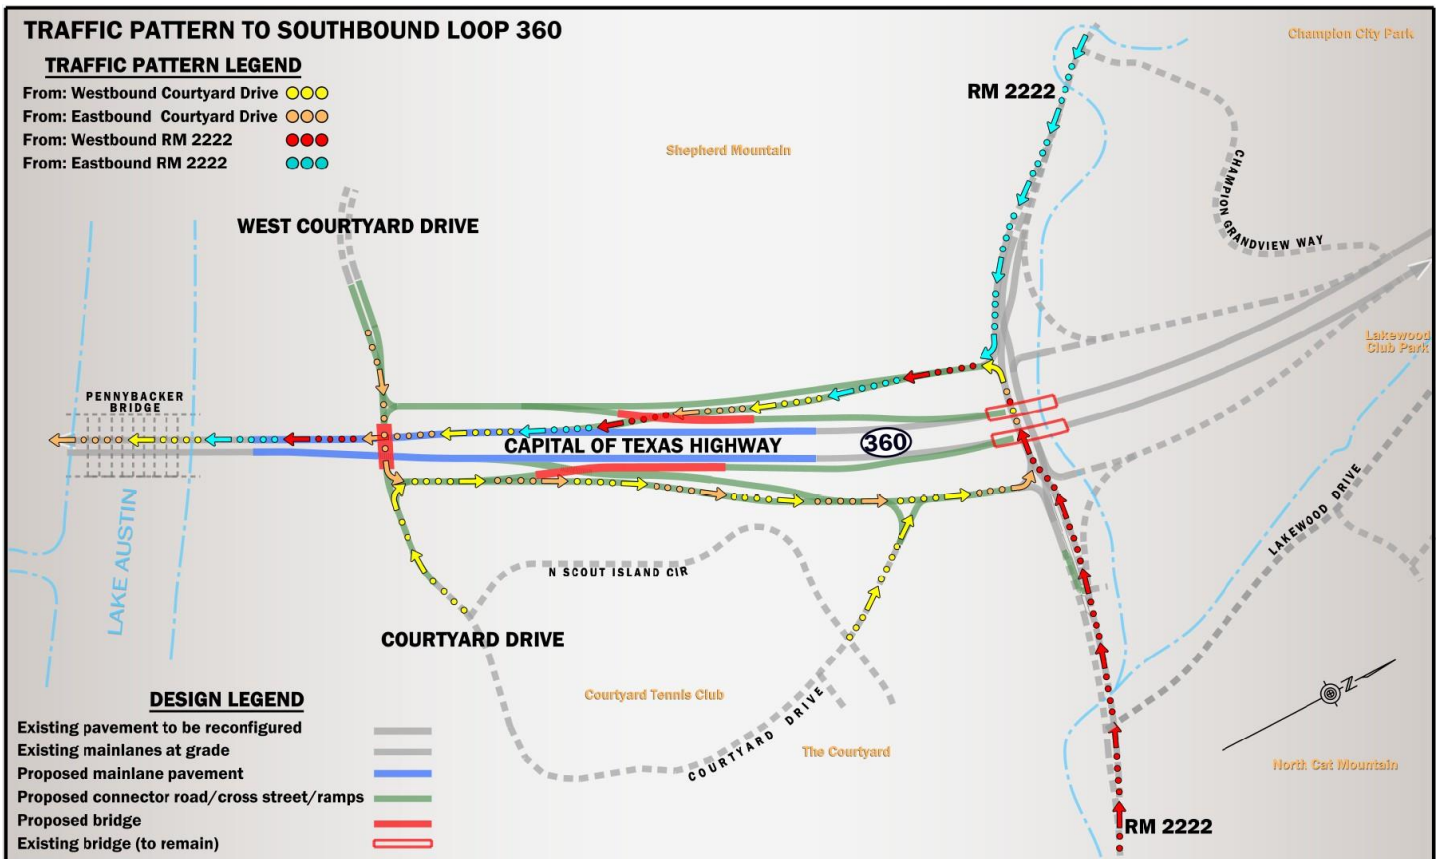 TRAFFIC PATTERN TO SOUTHBOUND LOOP 360
TRAFFIC PATTERN LEGEND
From: Westbound Courtyard Drive
From: Eastbound Courtyard Drive
From: Westbound RM 2222
From: Eastbound RM 2222
Champion City Park
RM 2222
Shepherd Mountain
CHAMPION GRANDVIEW WAY
WEST COURTYARD DRIVE
Lakewood
Club Park
PENNYBACKER
BRIDGE
CAPITAL OF TEXAS HIGHWAY
360
LAKE AUSTIN
LAKEWOOD DRIVE
N SCOUT ISLAND CIR
COURTYARD DRIVE
Courtyard Tennis Club
COURTYARD DRIVE
The Courtyard
N
North Cat Mountain
RM 2222
DESIGN LEGEND
Existing pavement to be reconfigured
Existing mainlanes at grade
Proposed mainlane pavement
Proposed connector road/cross street/ramps
Proposed bridge
Existing bridge (to remain)